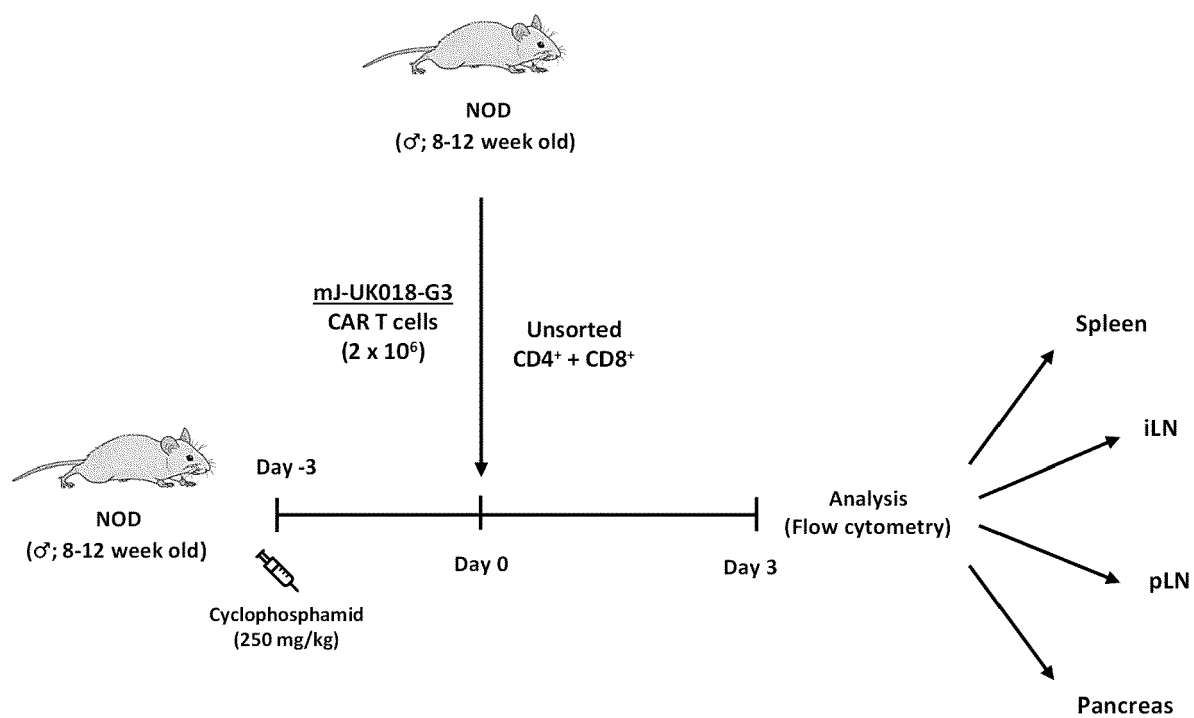 NOD
(♂; 8-12 week old)
mJ-UK018-G3
CAR T cells
(2 x 10⁶)
Unsorted
CD4⁺ + CD8⁺
NOD
(♂; 8-12 week old)
Day -3
Cyclophosphamid
(250 mg/kg)
Day 0
Day 3
Analysis
(Flow cytometry)
Spleen
iLN
pLN
Pancreas